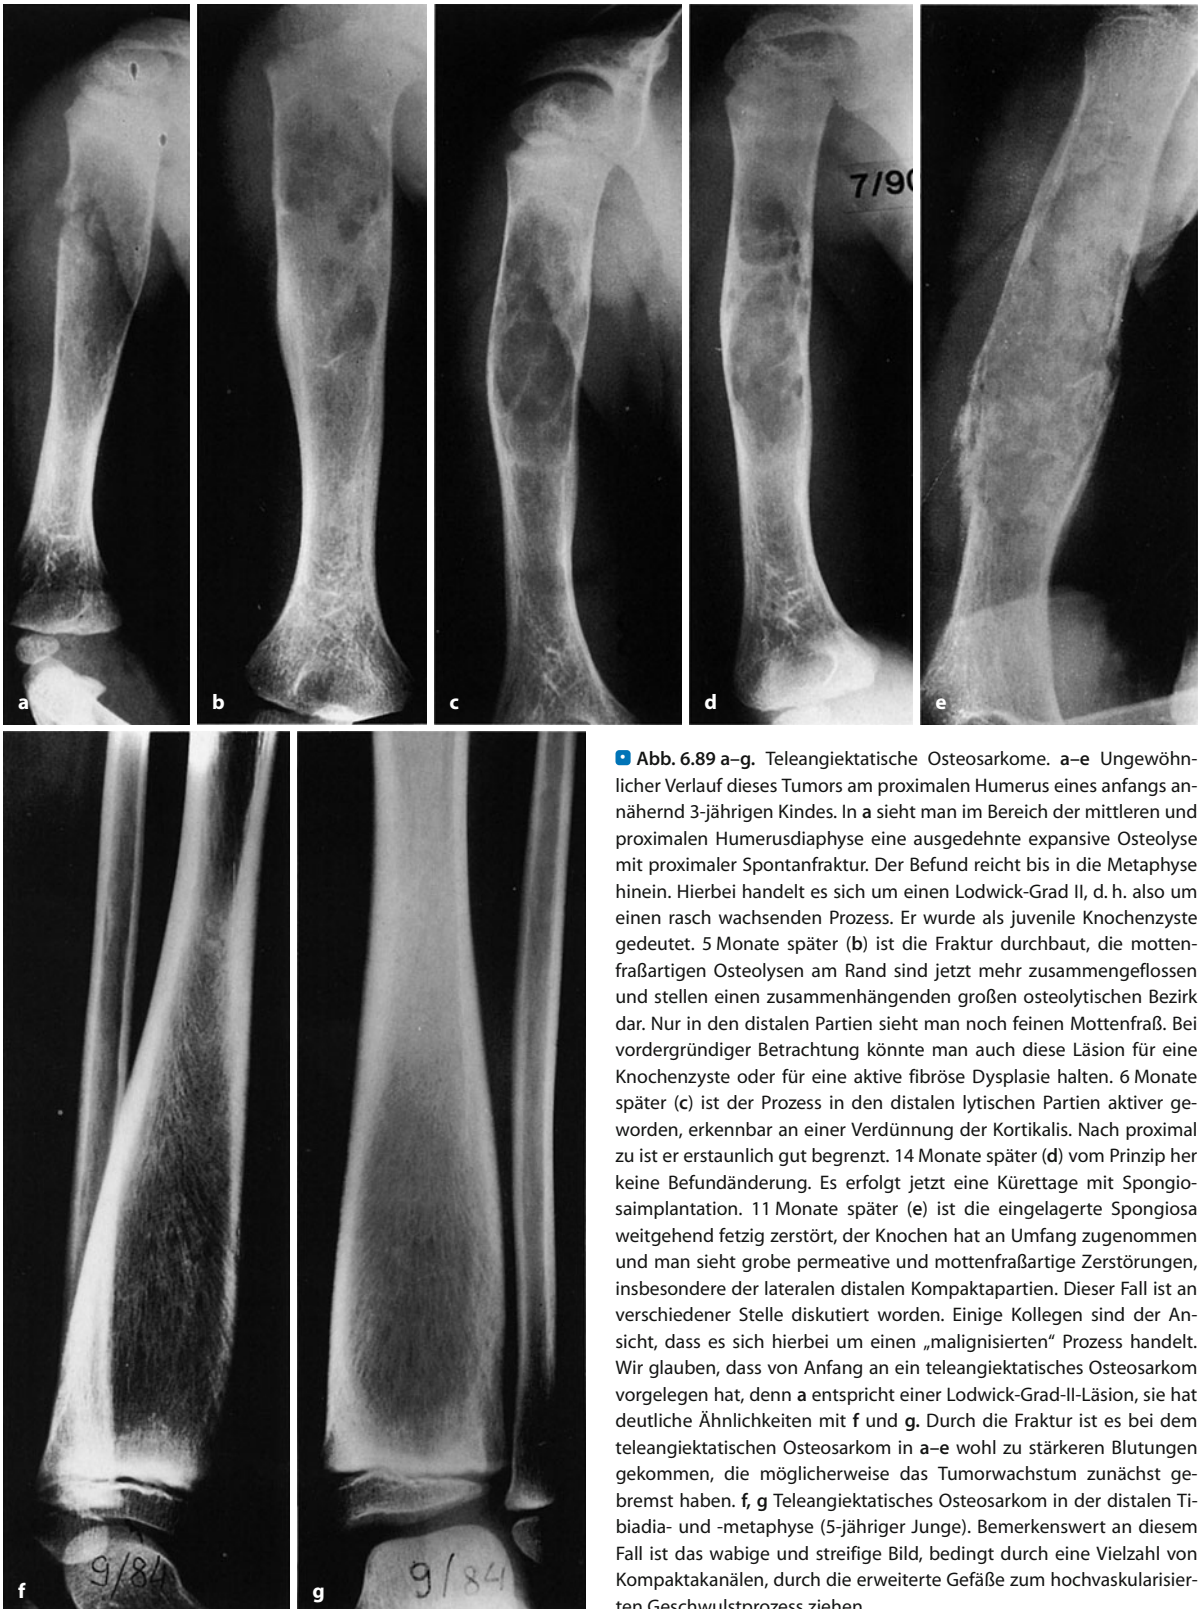 7/90
a
b
c
d
e
Abb. 6.89 a–g. Teleangiektatische Osteosarkome. a–e Ungewöhn-
licher Verlauf dieses Tumors am proximalen Humerus eines anfangs an-
nähernd 3-jährigen Kindes. In a sieht man im Bereich der mittleren und
proximalen Humerusdiaphyse eine ausgedehnte expansive Osteolyse
mit proximaler Spontanfraktur. Der Befund reicht bis in die Metaphyse
hinein. Hierbei handelt es sich um einen Lodwick-Grad II, d. h. also um
einen rasch wachsenden Prozess. Er wurde als juvenile Knochenzyste
gedeutet. 5 Monate später (b) ist die Fraktur durchbaut, die motten-
fraßartigen Osteolysen am Rand sind jetzt mehr zusammengeflossen
und stellen einen zusammenhängenden großen osteolytischen Bezirk
dar. Nur in den distalen Partien sieht man noch feinen Mottenfraß. Bei
vordergründiger Betrachtung könnte man auch diese Läsion für eine
Knochenzyste oder für eine aktive fibröse Dysplasie halten. 6 Monate
später (c) ist der Prozess in den distalen lytischen Partien aktiver ge-
worden, erkennbar an einer Verdünnung der Kortikalis. Nach proximal
zu ist er erstaunlich gut begrenzt. 14 Monate später (d) vom Prinzip her
keine Befundänderung. Es erfolgt jetzt eine Kürettage mit Spongio-
saimplantation. 11 Monate später (e) ist die eingelagerte Spongiosa
weitgehend fetzig zerstört, der Knochen hat an Umfang zugenommen
und man sieht grobe permeative und mottenfraßartige Zerstörungen,
insbesondere der lateralen distalen Kompaktapartien. Dieser Fall ist an
verschiedener Stelle diskutiert worden. Einige Kollegen sind der An-
sicht, dass es sich hierbei um einen „malignisierten“ Prozess handelt.
Wir glauben, dass von Anfang an ein teleangiektatisches Osteosarkom
vorgelegen hat, denn a entspricht einer Lodwick-Grad-II-Läsion, sie hat
deutliche Ähnlichkeiten mit f und g. Durch die Fraktur ist es bei dem
teleangiektatischen Osteosarkom in a–e wohl zu stärkeren Blutungen
gekommen, die möglicherweise das Tumorwachstum zunächst ge-
bremst haben. f, g Teleangiektatisches Osteosarkom in der distalen Ti-
biadia- und -metaphyse (5-jähriger Junge). Bemerkenswert an diesem
Fall ist das wabige und streifige Bild, bedingt durch eine Vielzahl von
Kompaktakanälen, durch die erweiterte Gefäße zum hochvaskularisier-
ten Geschwulstprozess ziehen
9/84
f
9/84
g